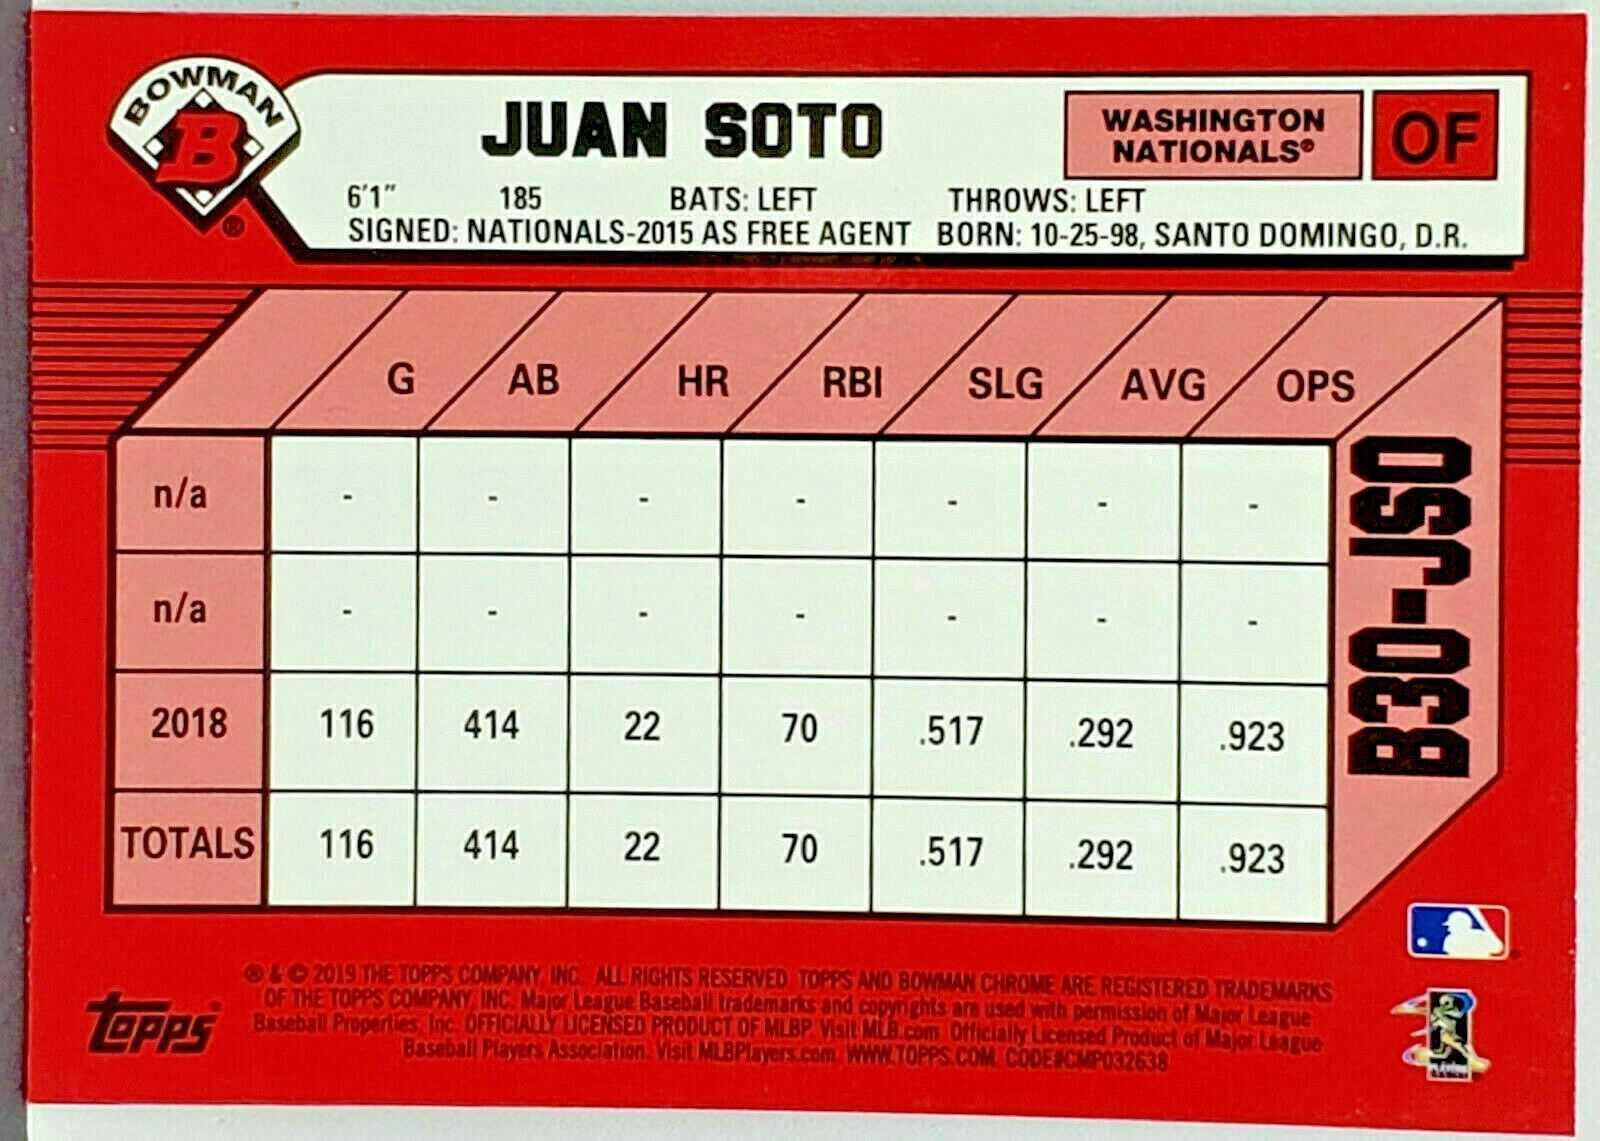 BOWMAN
B
®
JUAN SOTO
WASHINGTON
NATIONALS®
OF
6'1" 185 BATS: LEFT THROWS: LEFT
SIGNED: NATIONALS-2015 AS FREE AGENT BORN: 10-25-98, SANTO DOMINGO, D.R.
G AB HR RBI SLG AVG OPS
n/a - - - - - - -
n/a - - - - - - -
2018 116 414 22 70 .517 .292 .923
TOTALS 116 414 22 70 .517 .292 .923
B30-JSO
® & © 2019 THE TOPPS COMPANY, INC. ALL RIGHTS RESERVED. TOPPS AND BOWMAN CHROME ARE REGISTERED TRADEMARKS
OF THE TOPPS COMPANY, INC. Major League Baseball trademarks and copyrights are used with permission of Major League
Baseball Properties, Inc. OFFICIALLY LICENSED PRODUCT OF MLBP. Visit MLB.com. Officially Licensed Product of Major League
Baseball Players Association. Visit MLBPlayers.com. WWW.TOPPS.COM. CODE#CMP032638
topps